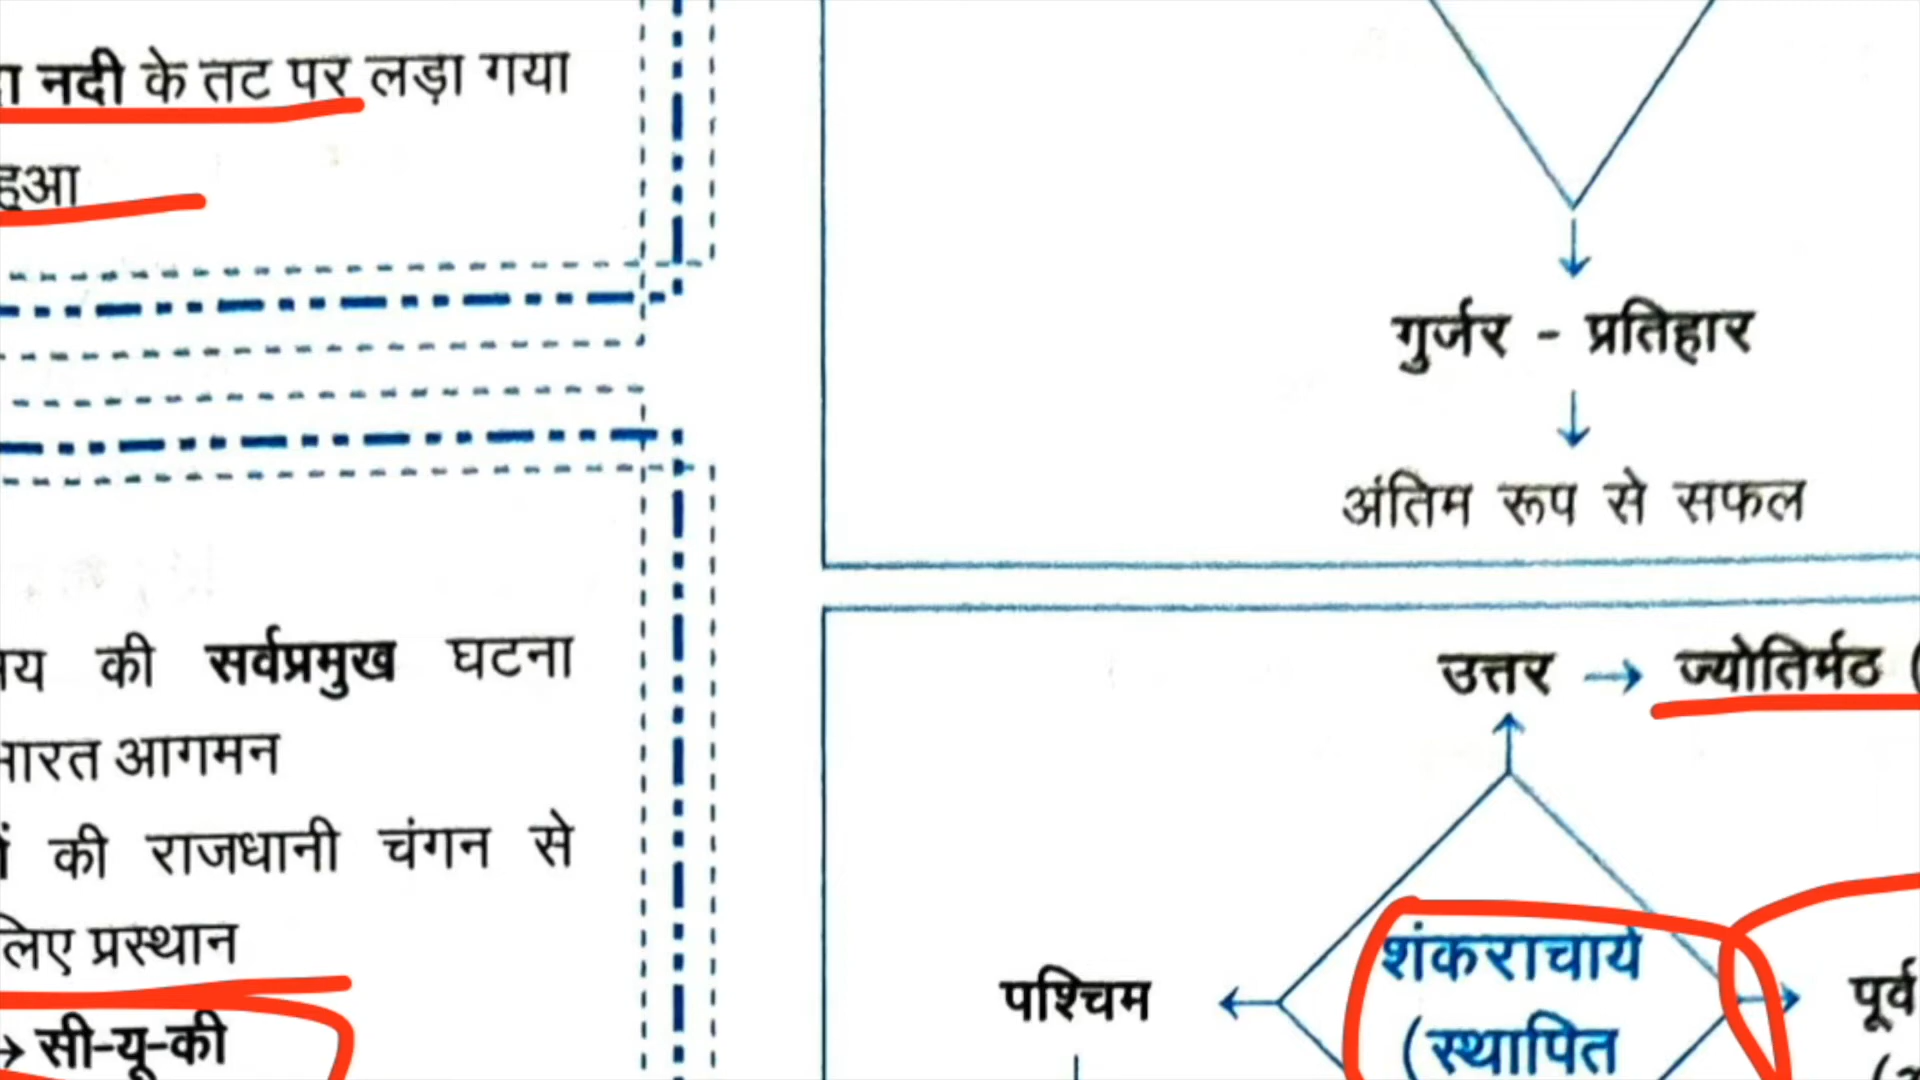 नदी के तट पर लड़ा गया
हुआ
की सर्वप्रमुख घटना
भारत आगमन
की राजधानी चंगन से
लिए प्रस्थान
→ सी-यू-की
गुर्जर - प्रतिहार
अंतिम रूप से सफल
उत्तर → ज्योतिर्मठ (
पश्चिम
शंकराचार्य
(स्थापित
पूर्व